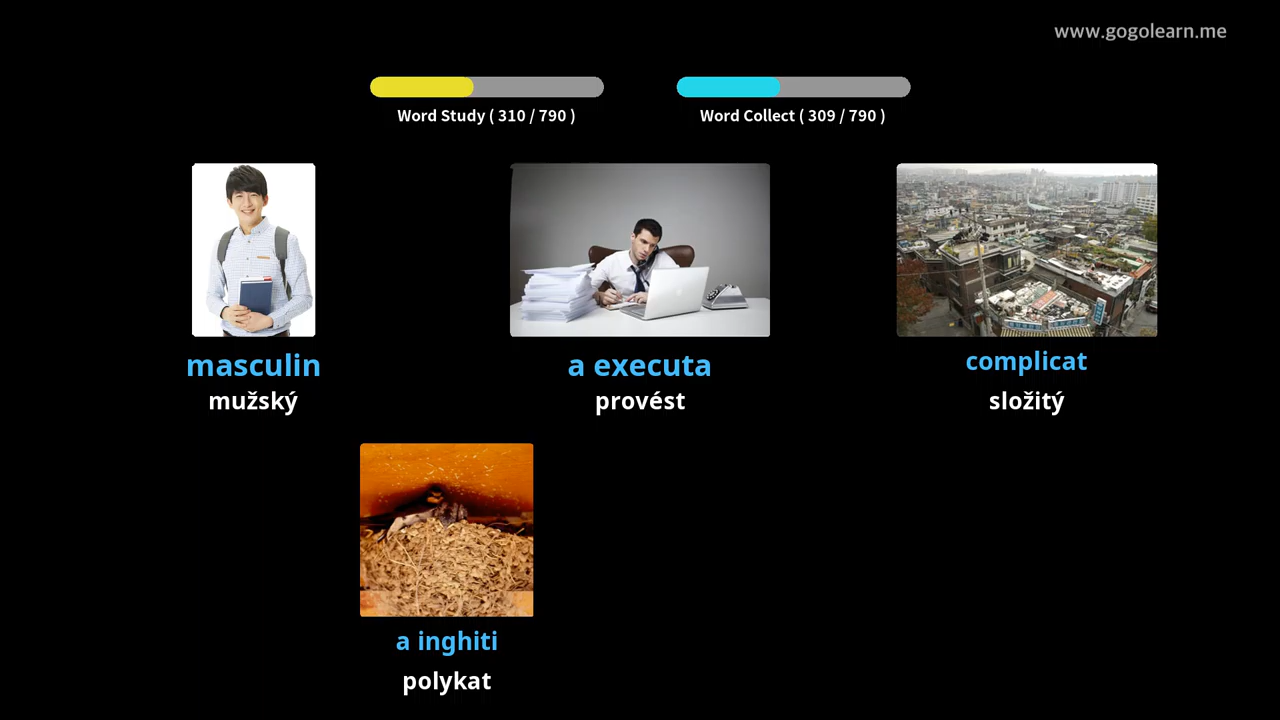 www.gogolearn.me
Word Study ( 310 / 790 )
Word Collect ( 309 / 790 )
masculin
mužský
a executa
provést
complicat
složitý
a inghiti
polykat